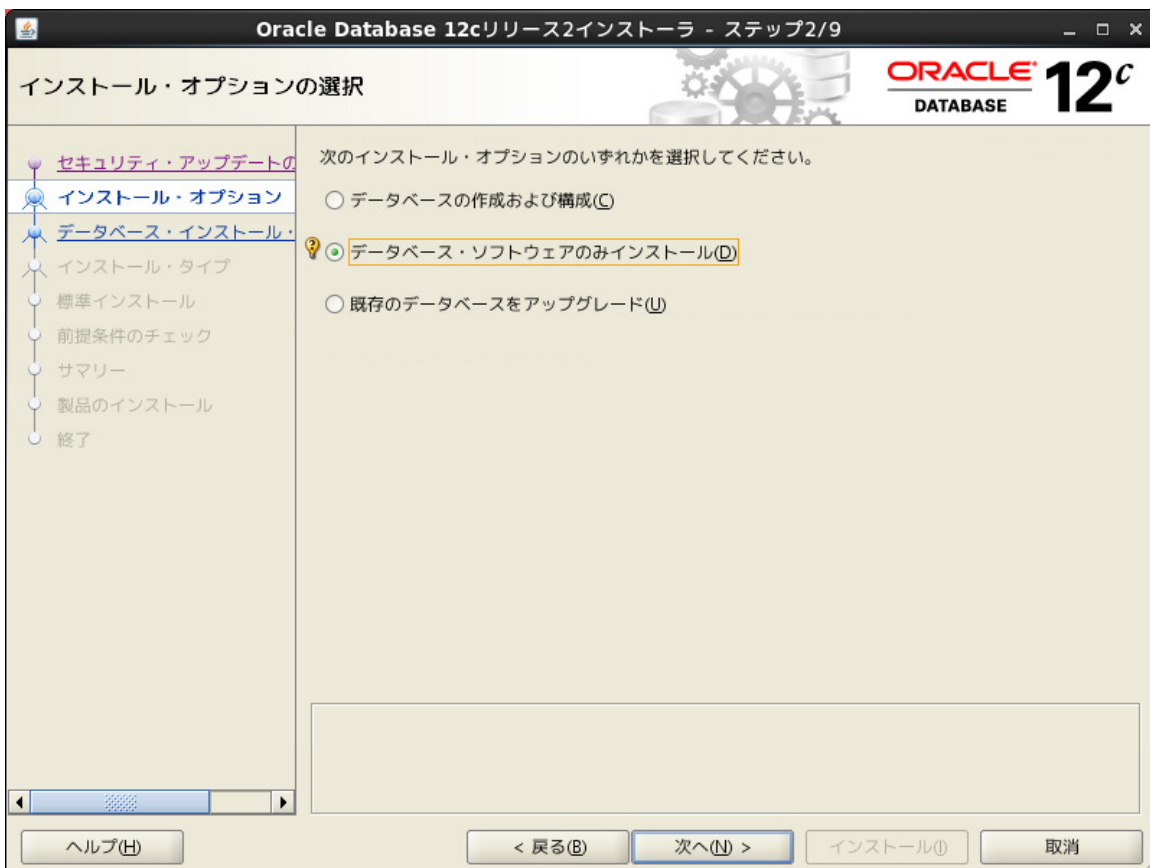 Oracle Database 12cリリース2インストーラ - ステップ2/9
インストール・オプションの選択
ORACLE
DATABASE
12c
セキュリティ・アップデートの
インストール・オプション
データベース・インストール・
インストール・タイプ
標準インストール
前提条件のチェック
サマリー
製品のインストール
終了
次のインストール・オプションのいずれかを選択してください。
データベースの作成および構成(C)
データベース・ソフトウェアのみインストール(D)
既存のデータベースをアップグレード(U)
ヘルプ(H)
< 戻る(B)
次へ(N) >
インストール(I)
取消